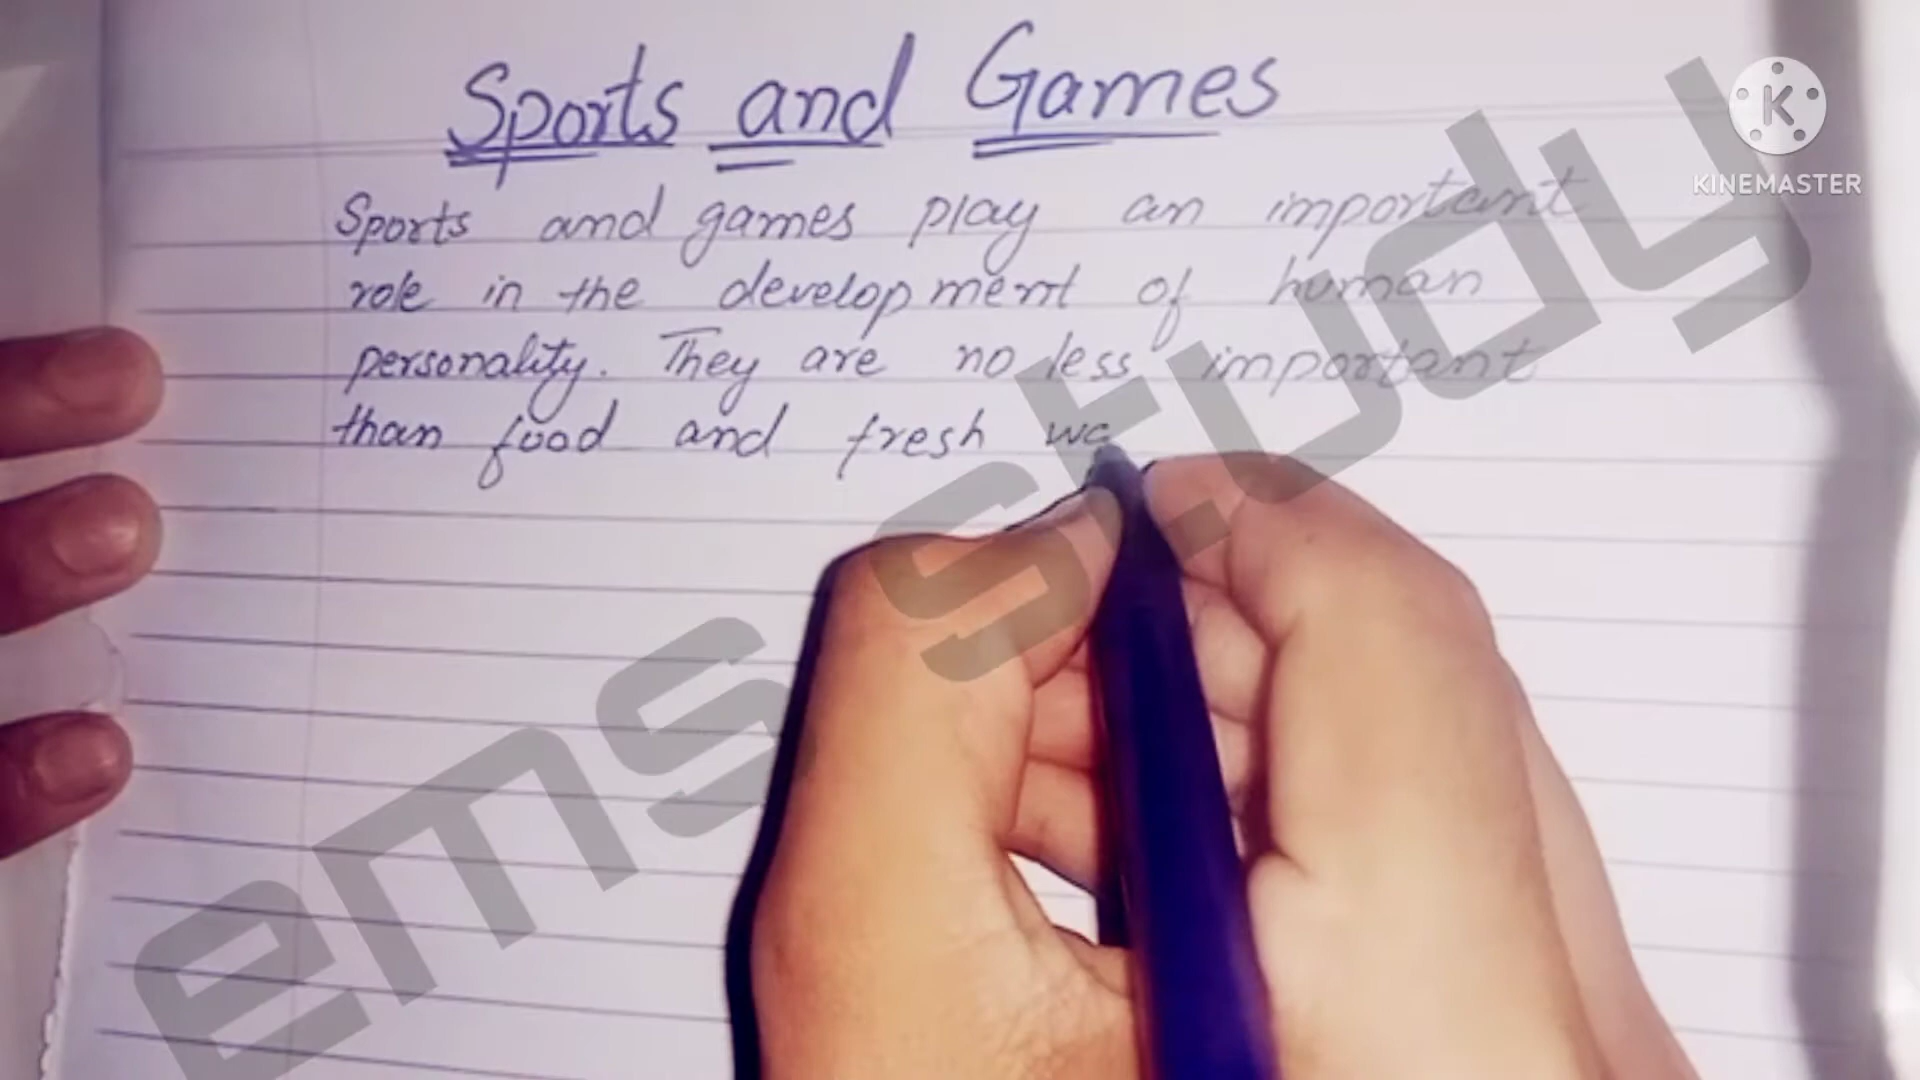 Sports and Games
K
KINEMASTER
Sports and games play an important
role in the development of human
personality. They are no less important
than food and fresh wa
ems study